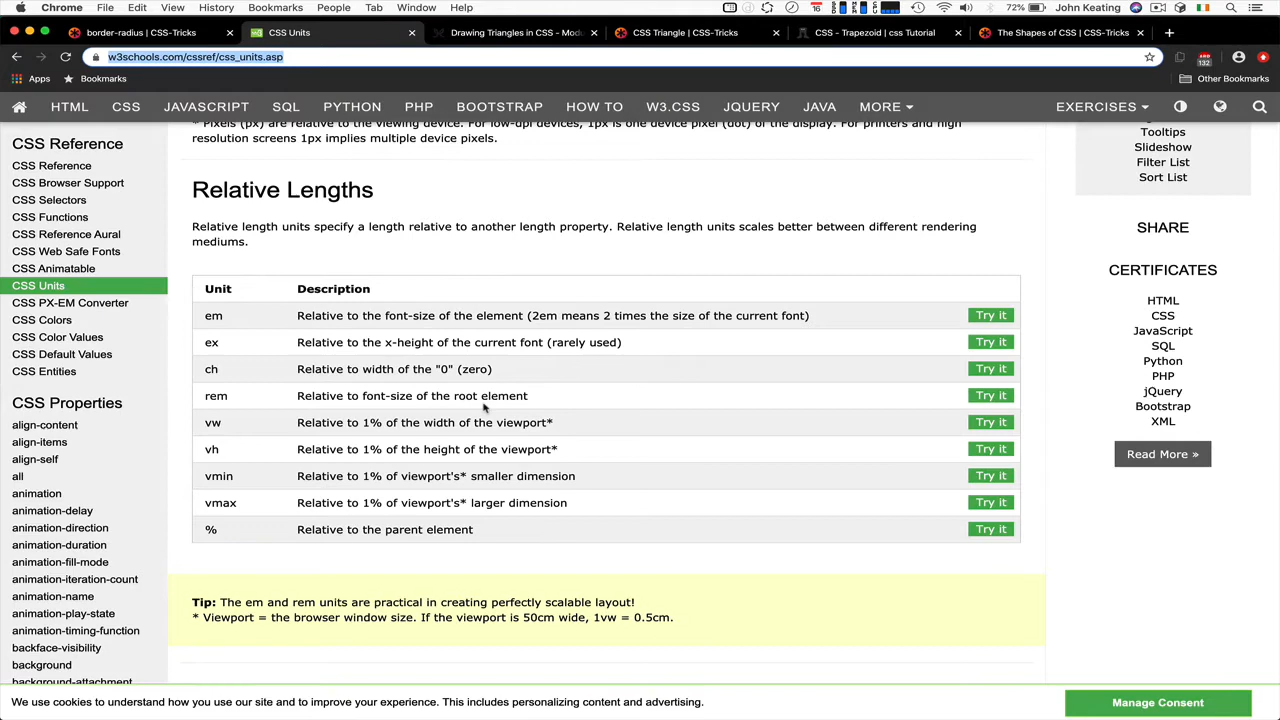 Chrome File Edit View History Bookmarks People Tab Window Help 16 72% John Keating
border-radius | CSS-Tricks × CSS Units × Drawing Triangles in CSS - Mod × CSS Triangle | CSS-Tricks × CSS - Trapezoid | css Tutorial × The Shapes of CSS | CSS-Tricks × +
w3schools.com/cssref/css_units.asp 132
Apps Bookmarks Other Bookmarks
HTML CSS JAVASCRIPT SQL PYTHON PHP BOOTSTRAP HOW TO W3.CSS JQUERY JAVA MORE EXERCISES
CSS Reference
CSS Reference
CSS Browser Support
CSS Selectors
CSS Functions
CSS Reference Aural
CSS Web Safe Fonts
CSS Animatable
CSS Units
CSS PX-EM Converter
CSS Colors
CSS Color Values
CSS Default Values
CSS Entities
CSS Properties
align-content
align-items
align-self
all
animation
animation-delay
animation-direction
animation-duration
animation-fill-mode
animation-iteration-count
animation-name
animation-play-state
animation-timing-function
backface-visibility
background
background-attachment
* Pixels (px) are relative to the viewing device. For low-dpi devices, 1px is one device pixel (dot) of the display. For printers and high
resolution screens 1px implies multiple device pixels.
Relative Lengths
Relative length units specify a length relative to another length property. Relative length units scales better between different rendering
mediums.
Unit Description
em Relative to the font-size of the element (2em means 2 times the size of the current font) Try it
ex Relative to the x-height of the current font (rarely used) Try it
ch Relative to width of the "0" (zero) Try it
rem Relative to font-size of the root element Try it
vw Relative to 1% of the width of the viewport* Try it
vh Relative to 1% of the height of the viewport* Try it
vmin Relative to 1% of viewport's* smaller dimension Try it
vmax Relative to 1% of viewport's* larger dimension Try it
% Relative to the parent element Try it
Tip: The em and rem units are practical in creating perfectly scalable layout!
* Viewport = the browser window size. If the viewport is 50cm wide, 1vw = 0.5cm.
Tooltips
Slideshow
Filter List
Sort List
SHARE
CERTIFICATES
HTML
CSS
JavaScript
SQL
Python
PHP
jQuery
Bootstrap
XML
Read More »
We use cookies to understand how you use our site and to improve your experience. This includes personalizing content and advertising.
Manage Consent